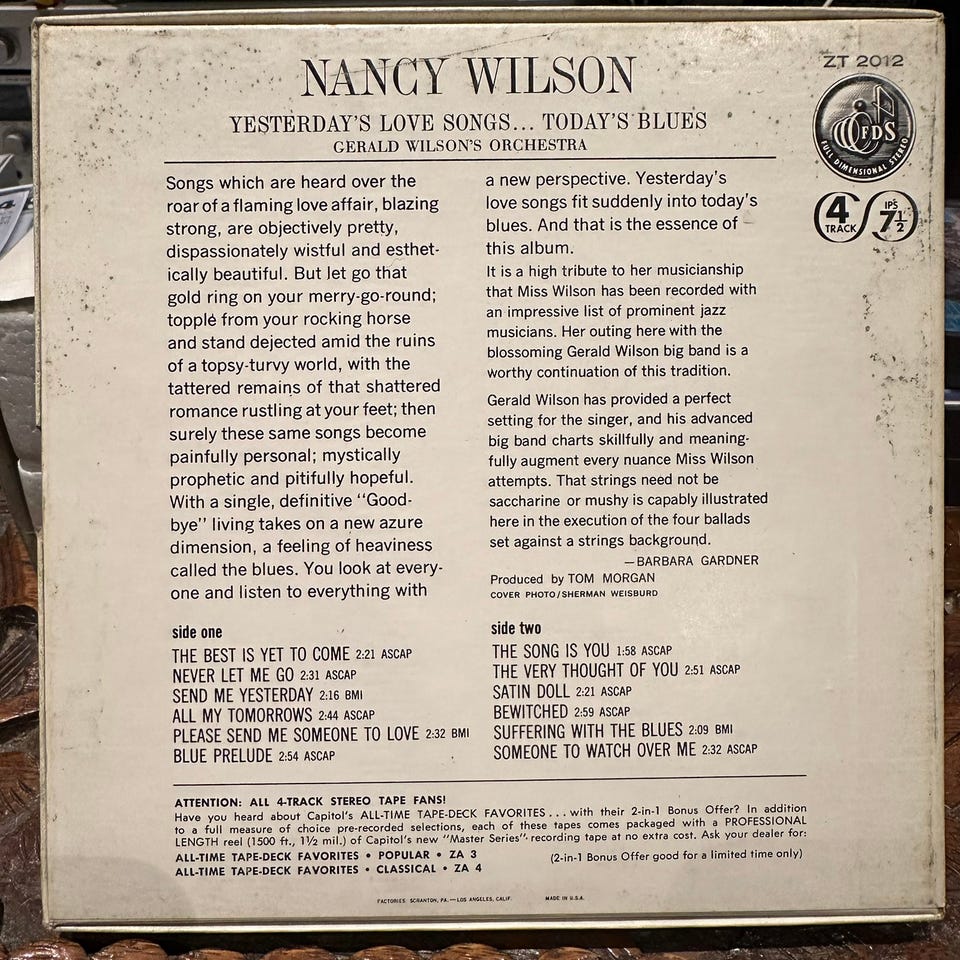 NANCY WILSON
YESTERDAY'S LOVE SONGS... TODAY'S BLUES
GERALD WILSON'S ORCHESTRA
ZT 2012
FDS
FULL DIMENSIONAL STEREO
4 TRACK
IPS 7½
Songs which are heard over the
roar of a flaming love affair, blazing
strong, are objectively pretty,
dispassionately wistful and esthet-
ically beautiful. But let go that
gold ring on your merry-go-round;
topple from your rocking horse
and stand dejected amid the ruins
of a topsy-turvy world, with the
tattered remains of that shattered
romance rustling at your feet; then
surely these same songs become
painfully personal; mystically
prophetic and pitifully hopeful.
With a single, definitive "Good-
bye" living takes on a new azure
dimension, a feeling of heaviness
called the blues. You look at every-
one and listen to everything with
a new perspective. Yesterday's
love songs fit suddenly into today's
blues. And that is the essence of
this album.
It is a high tribute to her musicianship
that Miss Wilson has been recorded with
an impressive list of prominent jazz
musicians. Her outing here with the
blossoming Gerald Wilson big band is a
worthy continuation of this tradition.
Gerald Wilson has provided a perfect
setting for the singer, and his advanced
big band charts skillfully and meaning-
fully augment every nuance Miss Wilson
attempts. That strings need not be
saccharine or mushy is capably illustrated
here in the execution of the four ballads
set against a strings background.
—BARBARA GARDNER
Produced by TOM MORGAN
COVER PHOTO/SHERMAN WEISBURD
side one
THE BEST IS YET TO COME 2:21 ASCAP
NEVER LET ME GO 2:31 ASCAP
SEND ME YESTERDAY 2:16 BMI
ALL MY TOMORROWS 2:44 ASCAP
PLEASE SEND ME SOMEONE TO LOVE 2:32 BMI
BLUE PRELUDE 2:54 ASCAP
side two
THE SONG IS YOU 1:58 ASCAP
THE VERY THOUGHT OF YOU 2:51 ASCAP
SATIN DOLL 2:21 ASCAP
BEWITCHED 2:59 ASCAP
SUFFERING WITH THE BLUES 2:09 BMI
SOMEONE TO WATCH OVER ME 2:32 ASCAP
ATTENTION: ALL 4-TRACK STEREO TAPE FANS!
Have you heard about Capitol's ALL-TIME TAPE-DECK FAVORITES... with their 2-in-1 Bonus Offer? In addition
to a full measure of choice pre-recorded selections, each of these tapes comes packaged with a PROFESSIONAL
LENGTH reel (1500 ft., 1½ mil.) of Capitol's new "Master Series" recording tape at no extra cost. Ask your dealer for:
ALL-TIME TAPE-DECK FAVORITES • POPULAR • ZA 3 (2-in-1 Bonus Offer good for a limited time only)
ALL-TIME TAPE-DECK FAVORITES • CLASSICAL • ZA 4
FACTORIES: SCRANTON, PA.—LOS ANGELES, CALIF. MADE IN U.S.A.